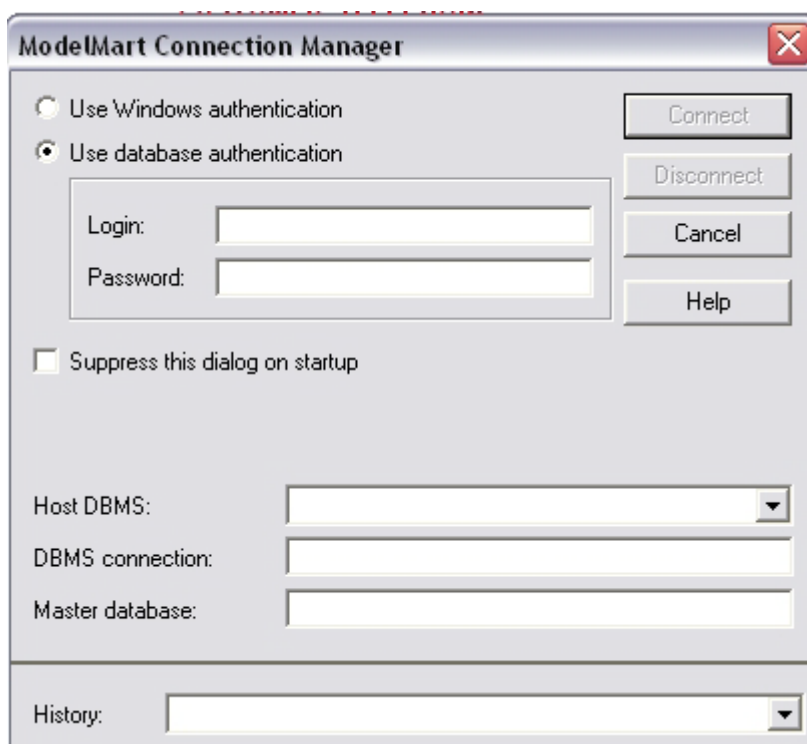 ModelMart Connection Manager
Use Windows authentication
Connect
Use database authentication
Disconnect
Login:
Cancel
Password:
Help
Suppress this dialog on startup
Host DBMS:
DBMS connection:
Master database:
History: